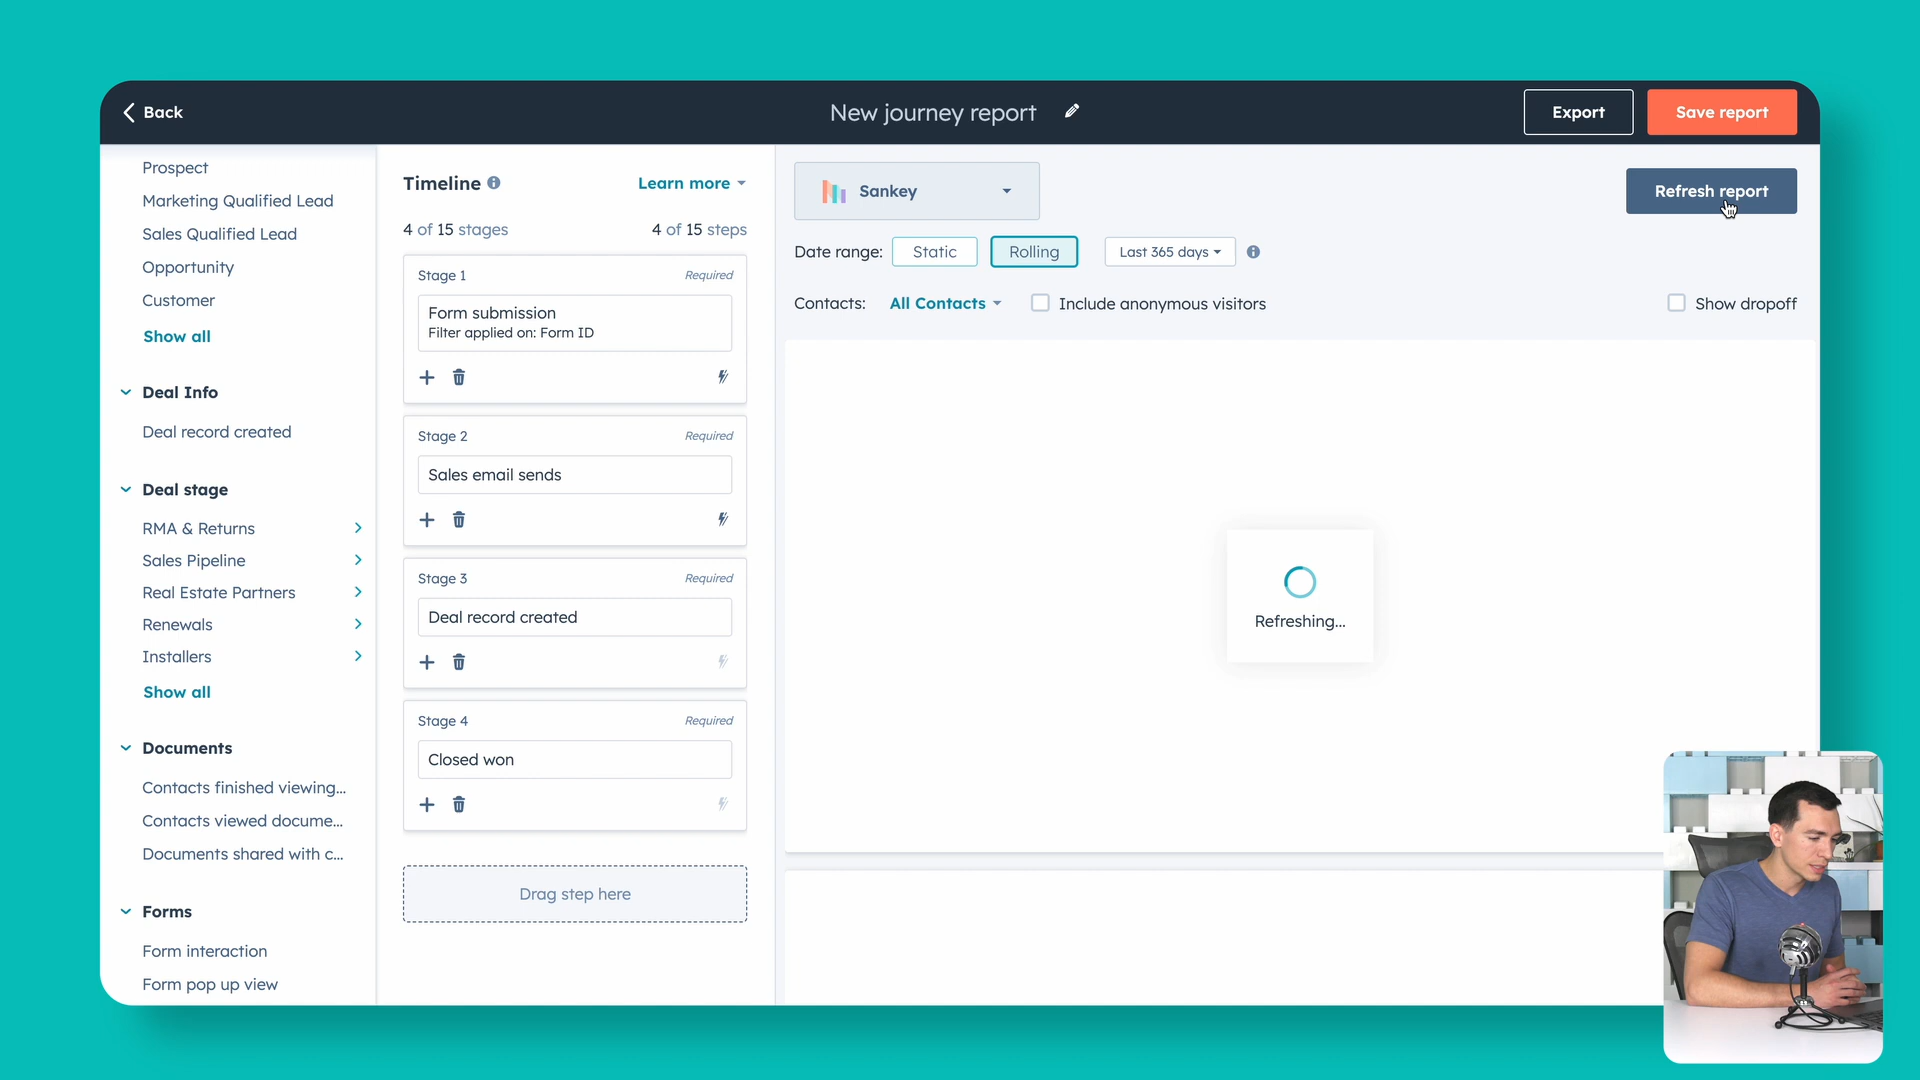 Back
New journey report
Export
Save report
Prospect
Marketing Qualified Lead
Sales Qualified Lead
Opportunity
Customer
Show all
Deal Info
Deal record created
Deal stage
RMA & Returns
Sales Pipeline
Real Estate Partners
Renewals
Installers
Show all
Documents
Contacts finished viewing...
Contacts viewed docume...
Documents shared with c...
Forms
Form interaction
Form pop up view
Timeline
Learn more
4 of 15 stages
4 of 15 steps
Stage 1
Required
Form submission
Filter applied on: Form ID
Stage 2
Required
Sales email sends
Stage 3
Required
Deal record created
Stage 4
Required
Closed won
Drag step here
Sankey
Refresh report
Date range:
Static
Rolling
Last 365 days
Contacts:
All Contacts
Include anonymous visitors
Show dropoff
Refreshing...